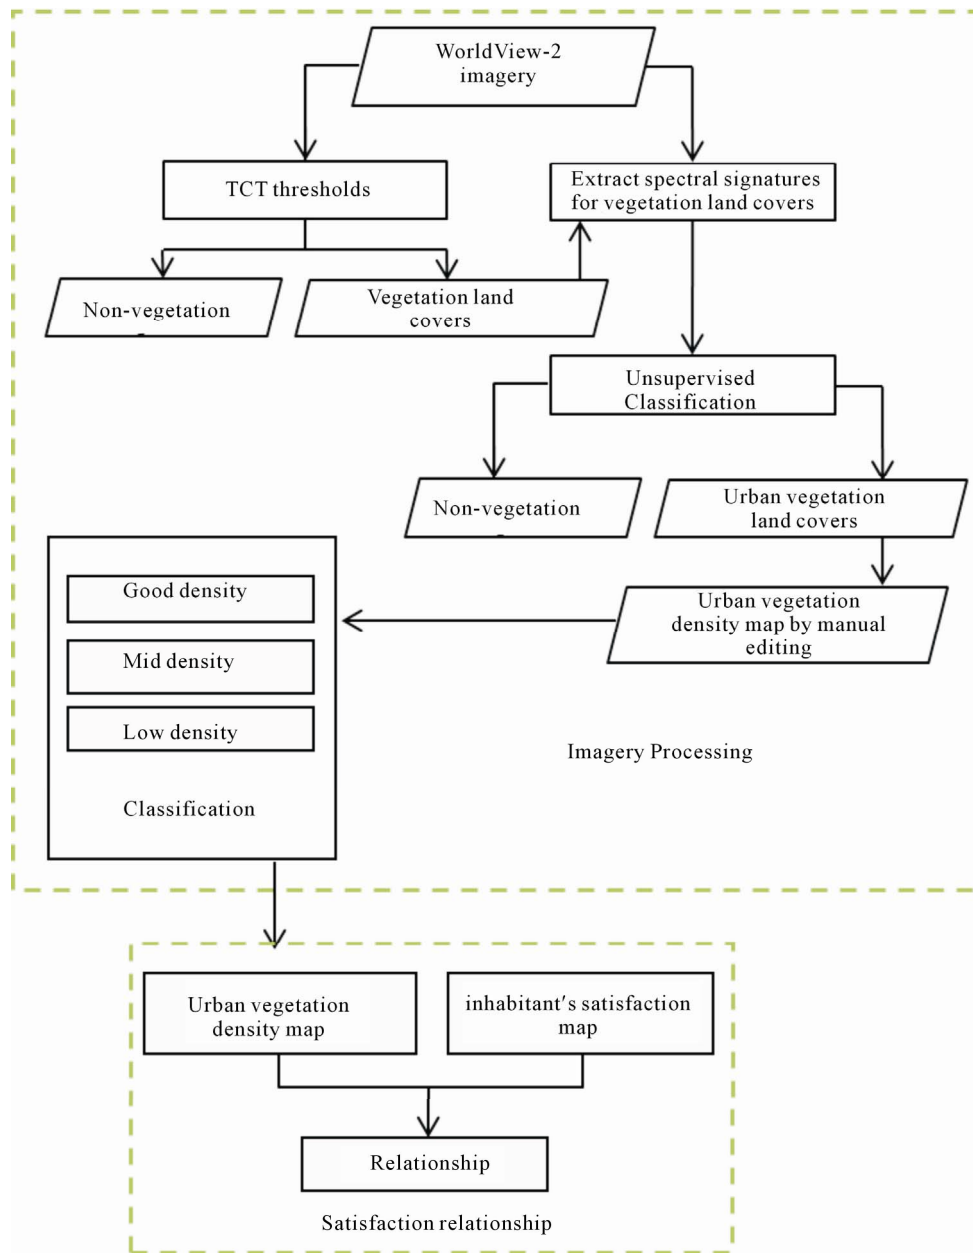 WorldView-2
imagery
TCT thresholds
Extract spectral signatures
for vegetation land covers
Non-vegetation
Vegetation land
covers
Unsupervised
Classification
Non-vegetation
Urban vegetation
land covers
Good density
Mid density
Low density
Classification
Urban vegetation
density map by manual
editing
Imagery Processing
Urban vegetation
density map
inhabitant's satisfaction
map
Relationship
Satisfaction relationship